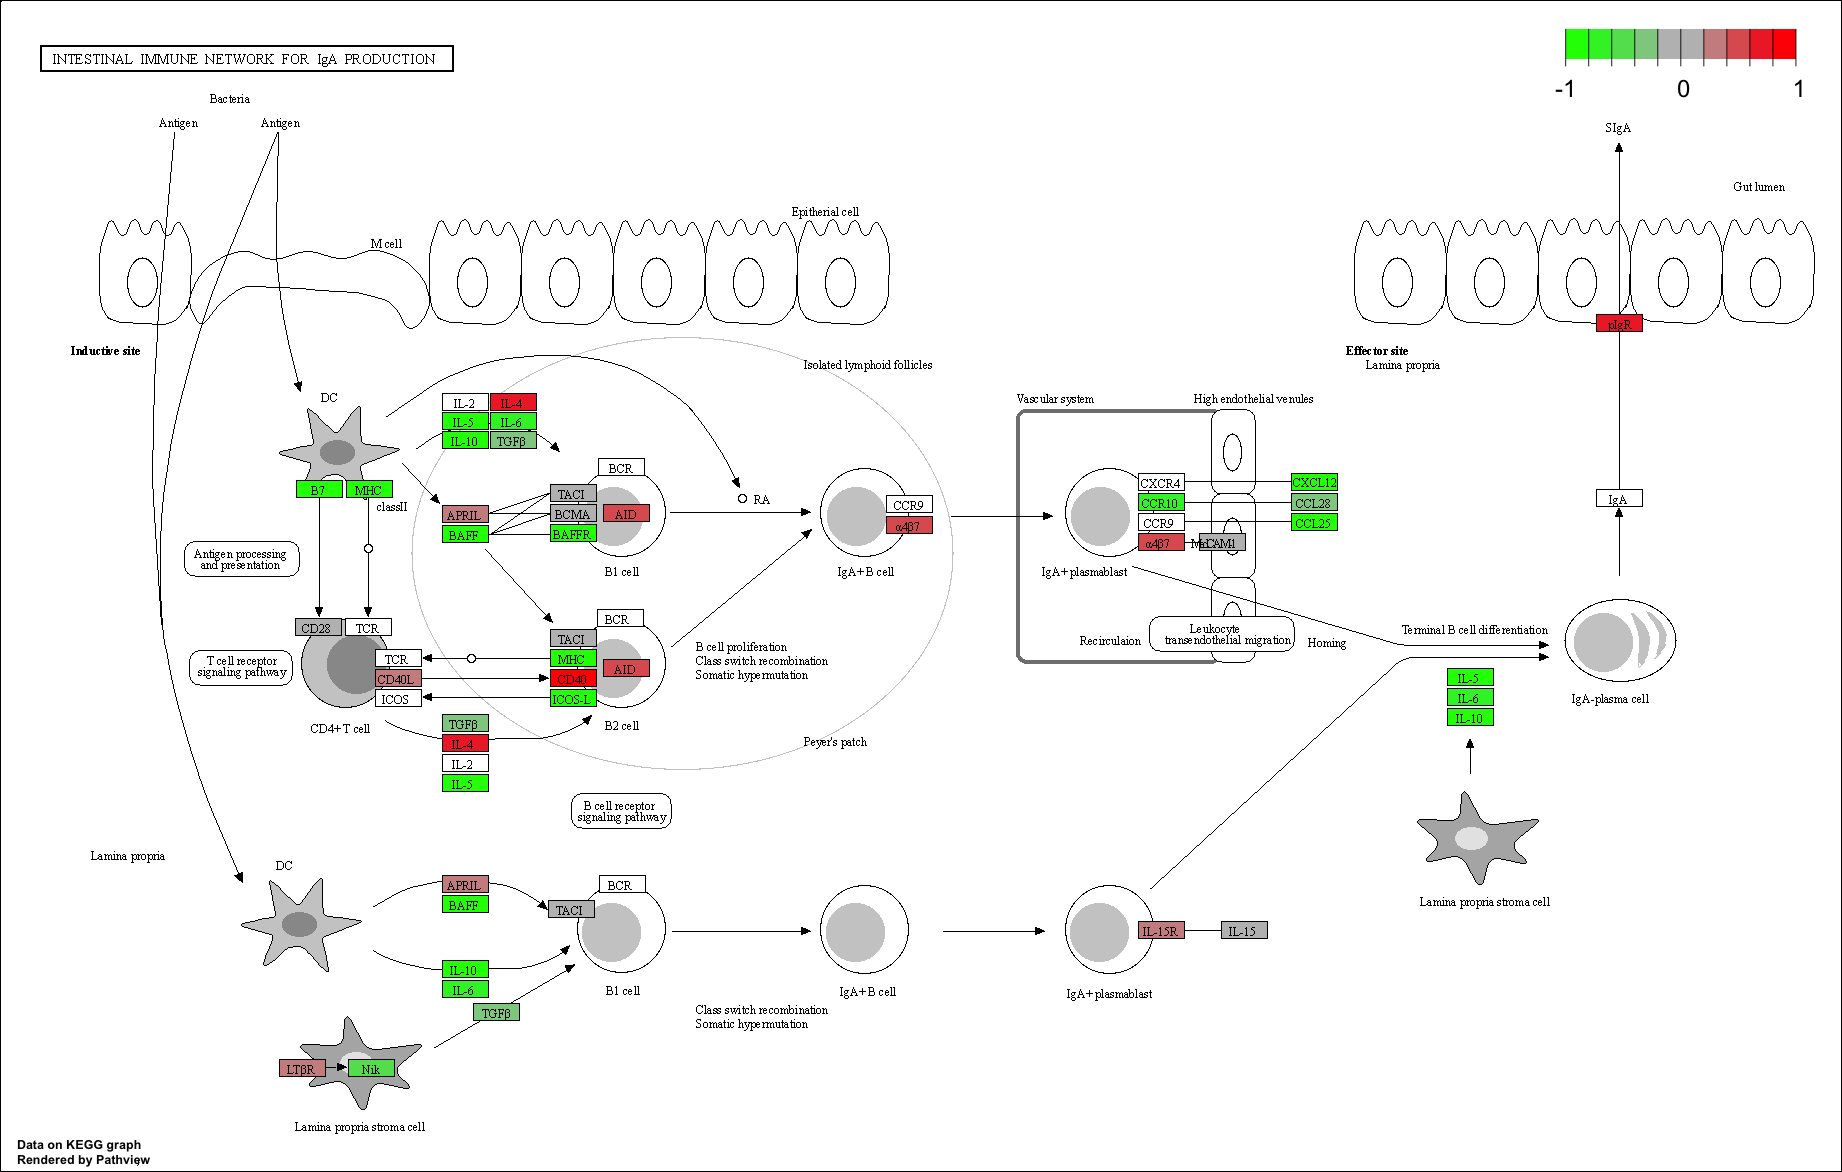 INTESTINAL IMMUNE NETWORK FOR IgA PRODUCTION
-1
0
1
Bacteria
Antigen
Antigen
SIgA
Gut lumen
Epitherial cell
M cell
pIgR
Inductive site
Effector site
Lamina propria
Isolated lymphoid follicles
DC
IL-2
IL-4
IL-5
IL-6
IL-10
TGFβ
Vascular system
High endothelial venules
B7
MHC
classII
BCR
TACI
BCMA
BAFFR
AID
APRIL
BAFF
RA
CCR9
α4β7
CXCR4
CCR10
CCR9
α4β7
CXCL12
CCL28
CCL25
IgA
Antigen processing
and presentation
B1 cell
IgA+ B cell
IgA+ plasmablast
CD28
TCR
BCR
TACI
MHC
CD40
ICOS-L
AID
TCR
CD40L
ICOS
T cell receptor
signaling pathway
B cell proliferation
Class switch recombination
Somatic hypermutation
Recirculaion
Leukocyte
transendothelial migration
Homing
Terminal B cell differentiation
IL-5
IL-6
IL-10
IgA-plasma cell
CD4+ T cell
B2 cell
TGFβ
IL-4
IL-2
IL-5
Peyer's patch
B cell receptor
signaling pathway
Lamina propria
DC
APRIL
BAFF
BCR
TACI
IL-15R
IL-15
Lamina propria stroma cell
IL-10
IL-6
TGFβ
B1 cell
IgA+ B cell
IgA+ plasmablast
Class switch recombination
Somatic hypermutation
LTβR
Nik
Lamina propria stroma cell
Data on KEGG graph
Rendered by Pathview